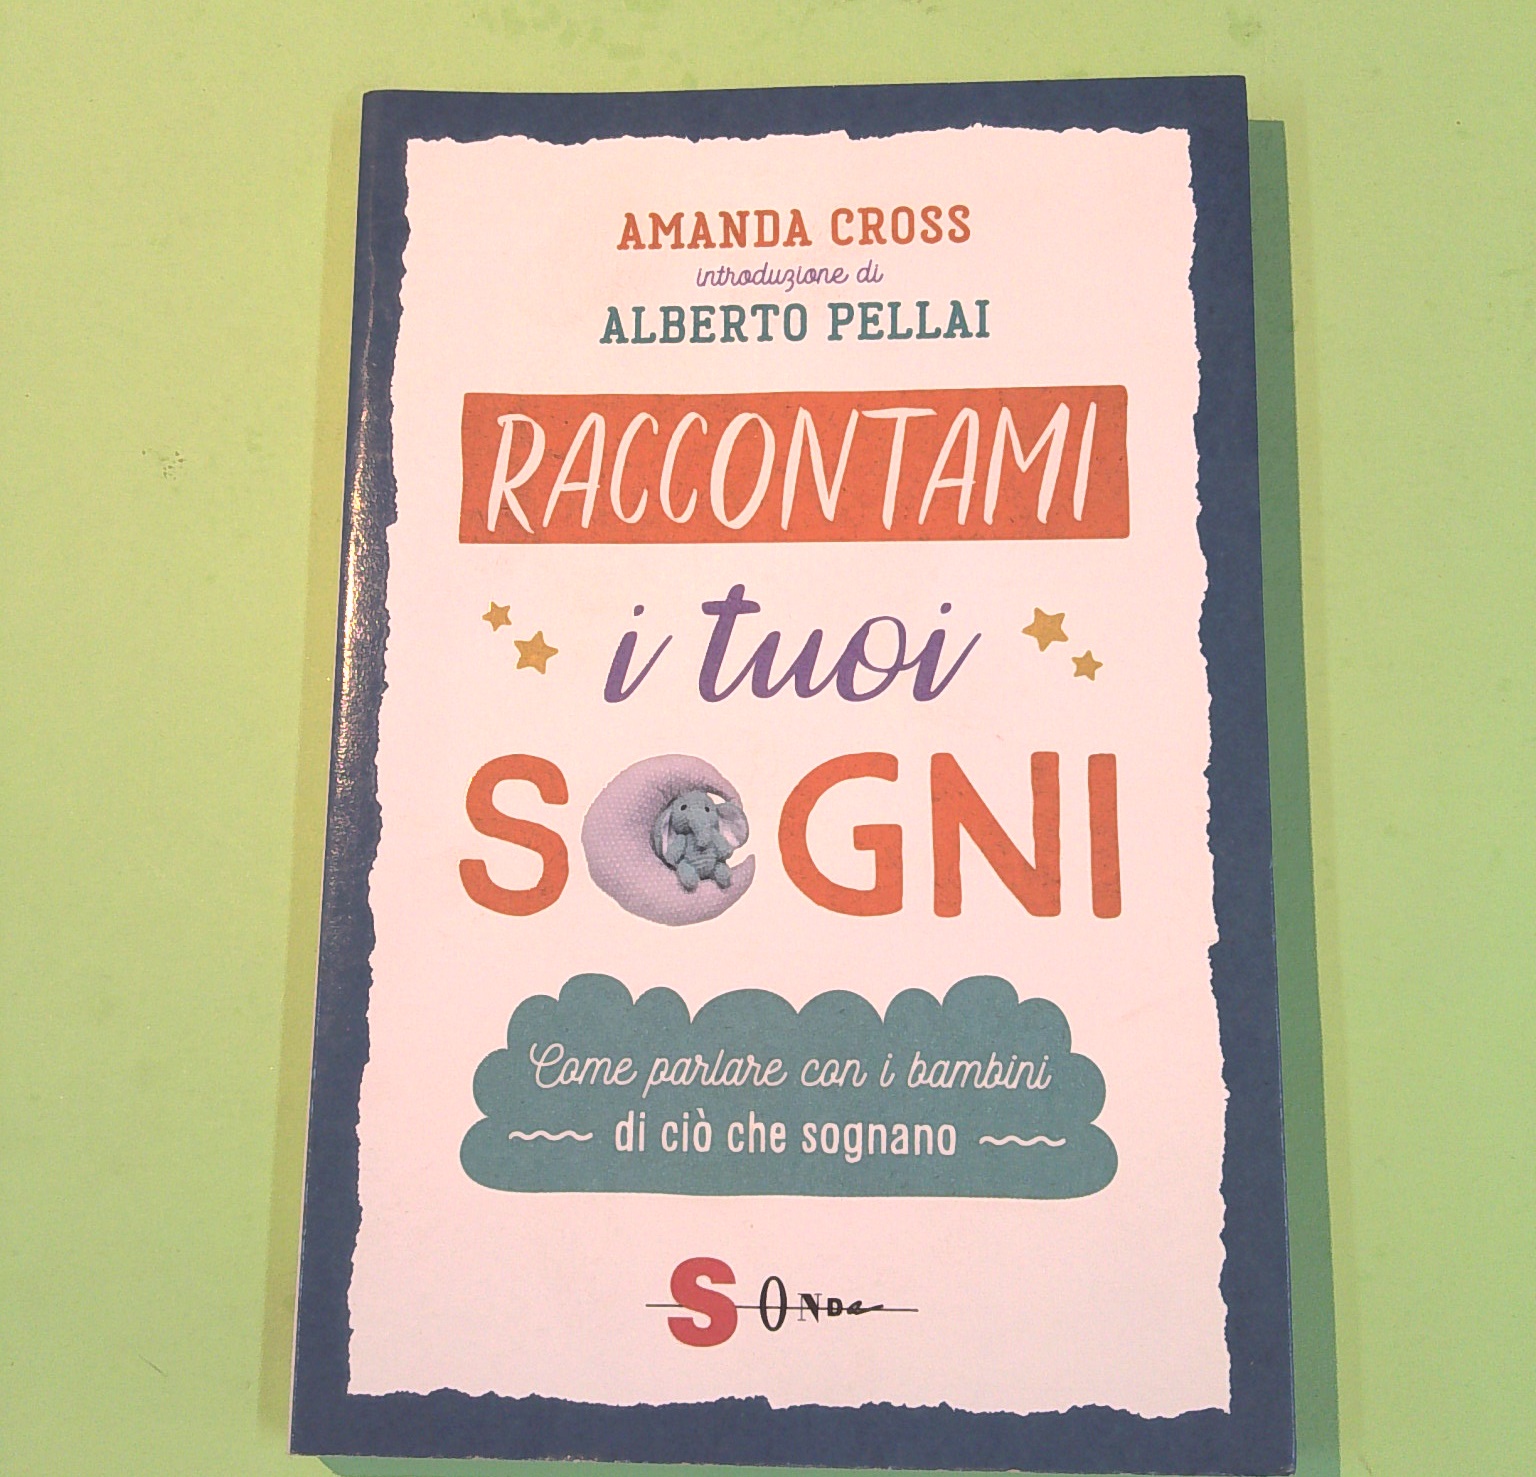 AMANDA CROSS
introduzione di
ALBERTO PELLAI
RACCONTAMI
i tuoi
SOGNI
Come parlare con i bambini
di ciò che sognano
SONDa